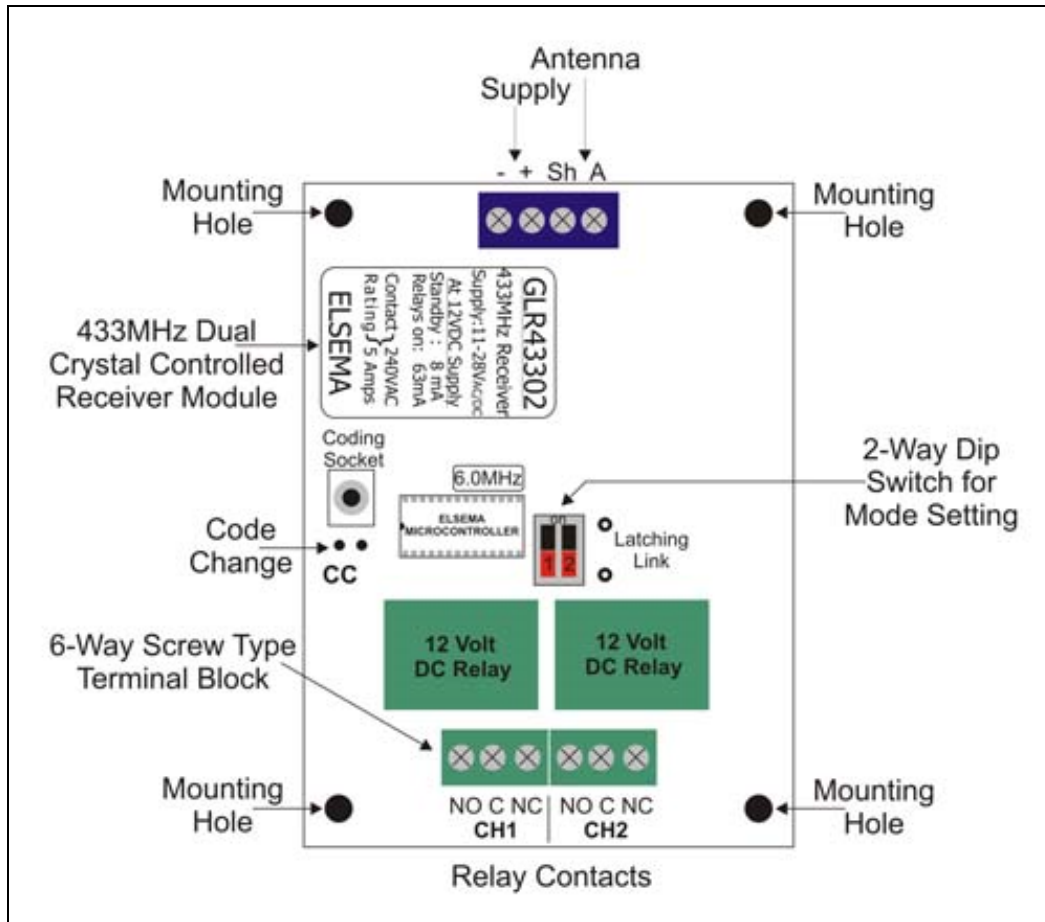 Antenna
Supply
- + Sh A
Mounting
Hole
Mounting
Hole
GLR43302
433MHz Receiver
Supply:11-28VAC/DC
At 12VDC Supply
Standby : 8 mA
Relays on: 63mA
Contact } 240VAC
Rating } 5 Amps
ELSEMA
433MHz Dual
Crystal Controlled
Receiver Module
Coding
Socket
6.0MHz
ELSEMA
MICROCONTROLLER
on
1 2
2-Way Dip
Switch for
Mode Setting
Latching
Link
Code
Change
CC
12 Volt
DC Relay
12 Volt
DC Relay
6-Way Screw Type
Terminal Block
Mounting
Hole
NO C NC
CH1
NO C NC
CH2
Mounting
Hole
Relay Contacts